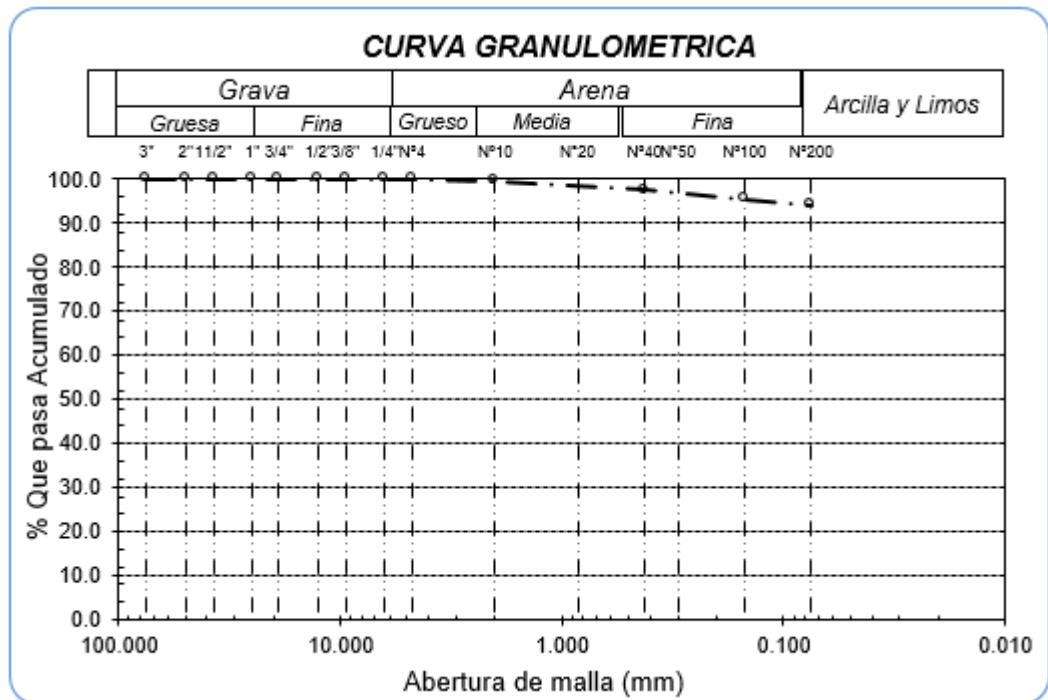 CURVA GRANULOMETRICA
Grava Arena Arcilla y Limos
Gruesa Fina Grueso Media Fina
3" 2" 11/2" 1" 3/4" 1/2" 3/8" 1/4" Nº4 Nº10 Nº20 Nº40 Nº50 Nº100 Nº200
% Que pasa Acumulado
100.0
90.0
80.0
70.0
60.0
50.0
40.0
30.0
20.0
10.0
0.0
100.000 10.000 1.000 0.100 0.010
Abertura de malla (mm)